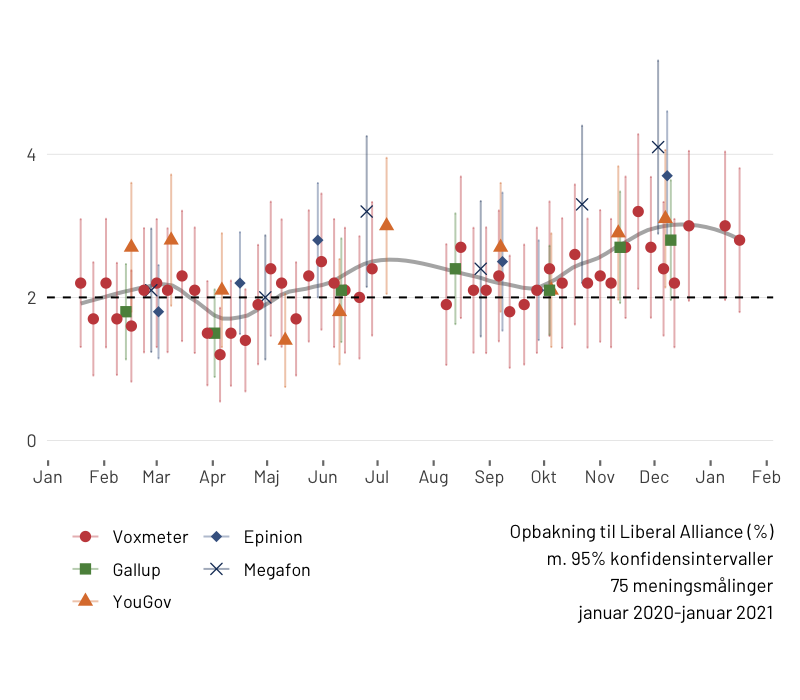 4
2
0
Jan Feb Mar Apr Maj Jun Jul Aug Sep Okt Nov Dec Jan Feb
Voxmeter
Gallup
YouGov
Epinion
Megafon
Opbakning til Liberal Alliance (%)
m. 95% konfidensintervaller
75 meningsmålinger
januar 2020-januar 2021